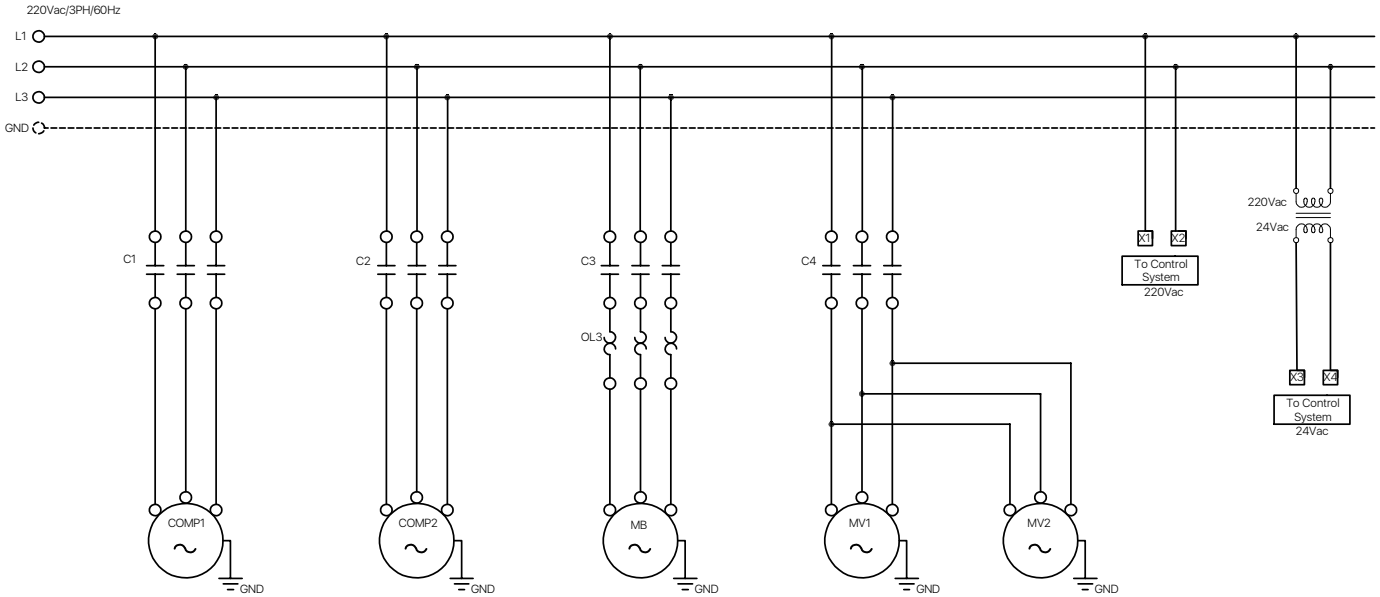 220Vac/3PH/60Hz
L1
L2
L3
GND
220Vac
24Vac
C1
C2
C3
C4
X1
X2
To Control
System
220Vac
OL3
X3
X4
To Control
System
24Vac
COMP1
COMP2
MB
MV1
MV2
GND
GND
GND
GND
GND